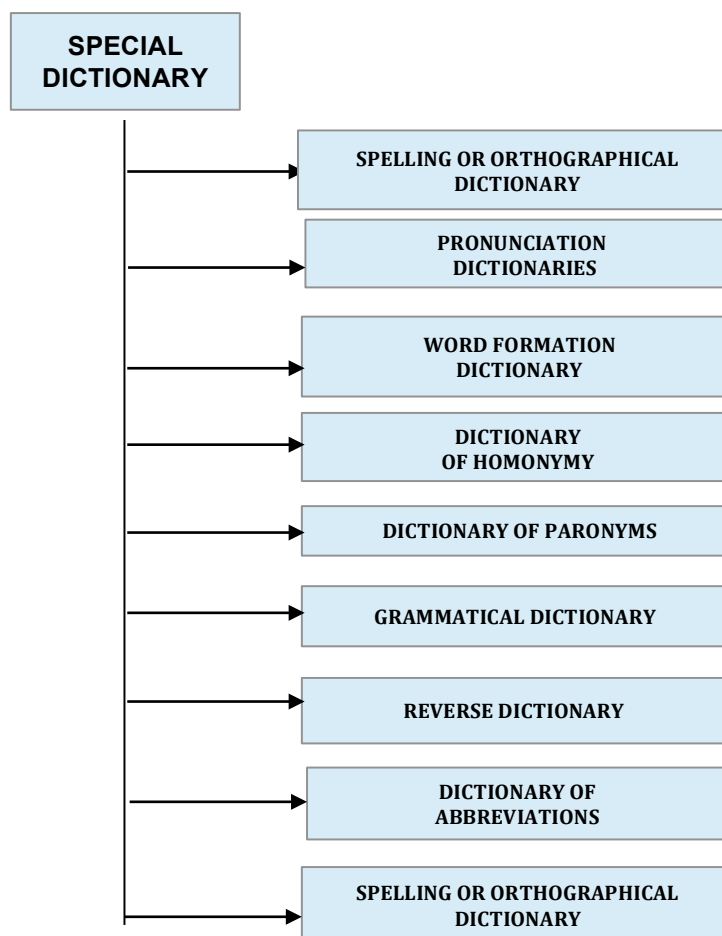 SPECIAL
DICTIONARY
SPELLING OR ORTHOGRAPHICAL
DICTIONARY
PRONUNCIATION
DICTIONARIES
WORD FORMATION
DICTIONARY
DICTIONARY
OF HOMONYMY
DICTIONARY OF PARONYMS
GRAMMATICAL DICTIONARY
REVERSE DICTIONARY
DICTIONARY OF
ABBREVIATIONS
SPELLING OR ORTHOGRAPHICAL
DICTIONARY